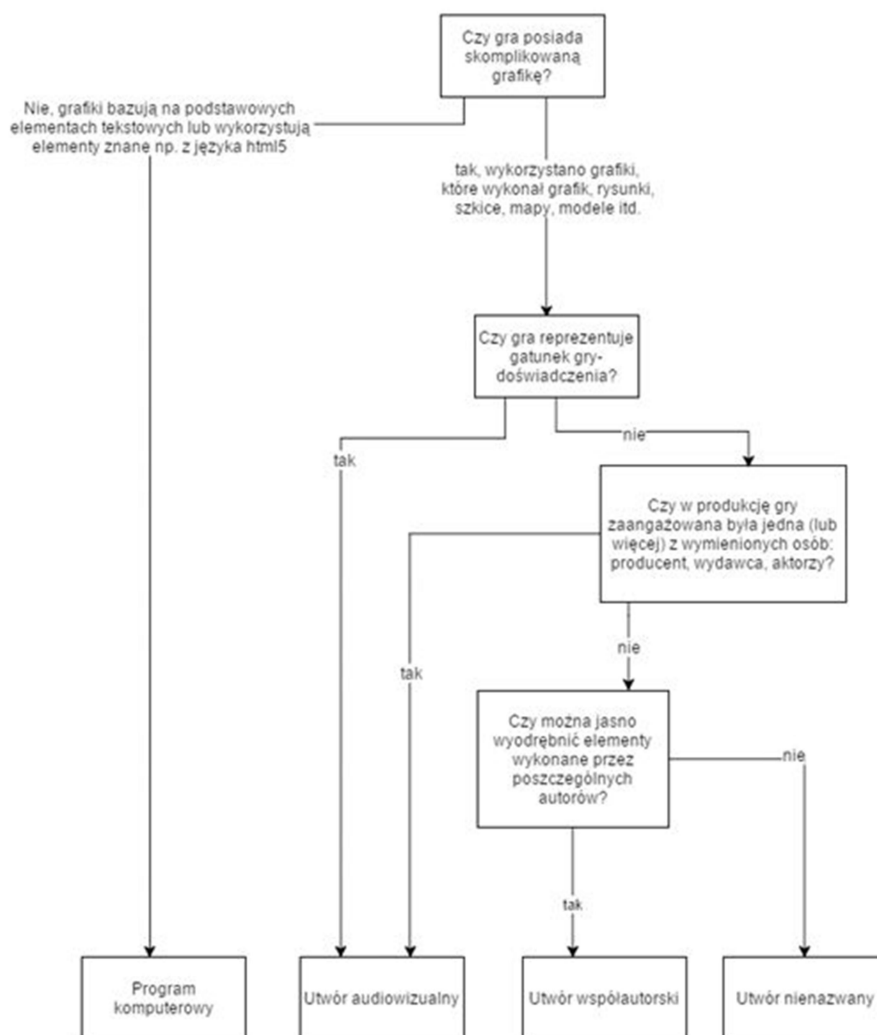 Czy gra posiada
skomplikowaną
grafikę?
Nie, grafiki bazują na podstawowych
elementach tekstowych lub wykorzystują
elementy znane np. z języka html5
tak, wykorzystano grafiki,
które wykonał grafik, rysunki,
szkice, mapy, modele itd.
Czy gra reprezentuje
gatunek gry-
doświadczenia?
tak
nie
Czy w produkcję gry
zaangażowana była jedna (lub
więcej) z wymienionych osób:
producent, wydawca, aktorzy?
tak
nie
Czy można jasno
wyodrębnić elementy
wykonane przez
poszczególnych
autorów?
nie
tak
Program
komputerowy
Utwór audiowizualny
Utwór współautorski
Utwór nienazwany